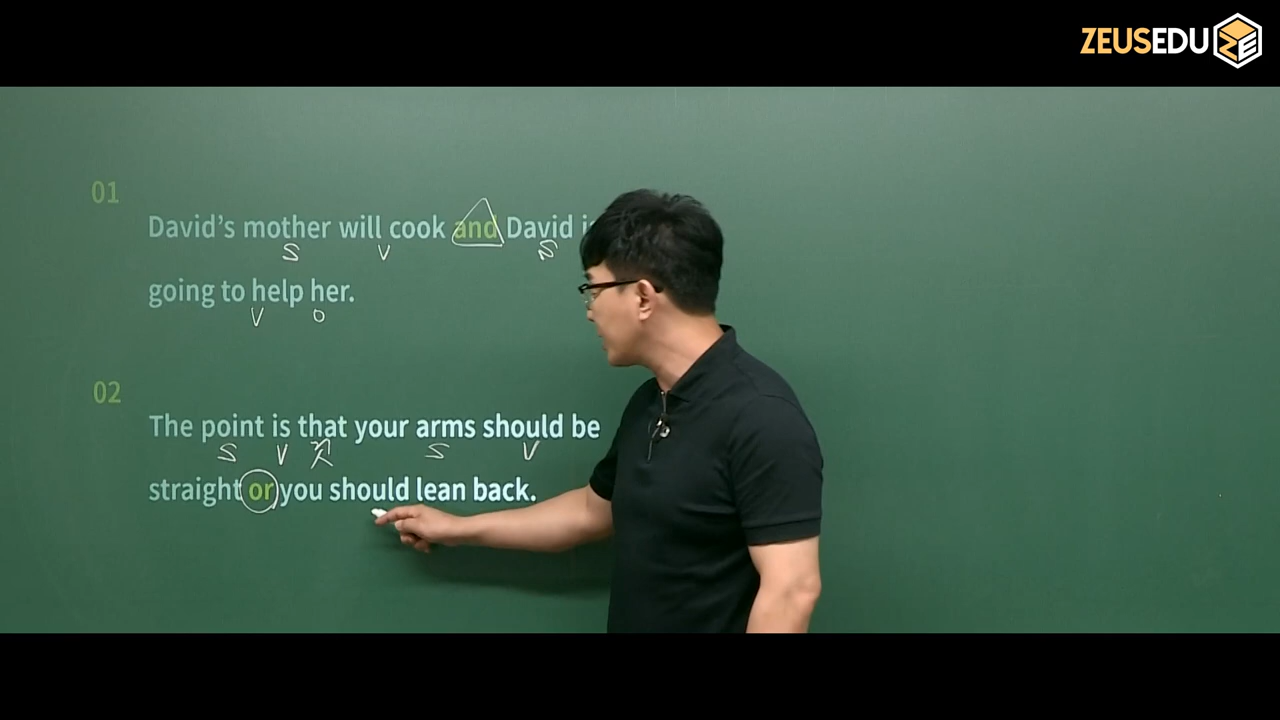 ZEUSEDU
ZE
01
David's mother will cook and David
S V S
going to help her.
V O
02
The point is that your arms should be
S V S V
straight or you should lean back.